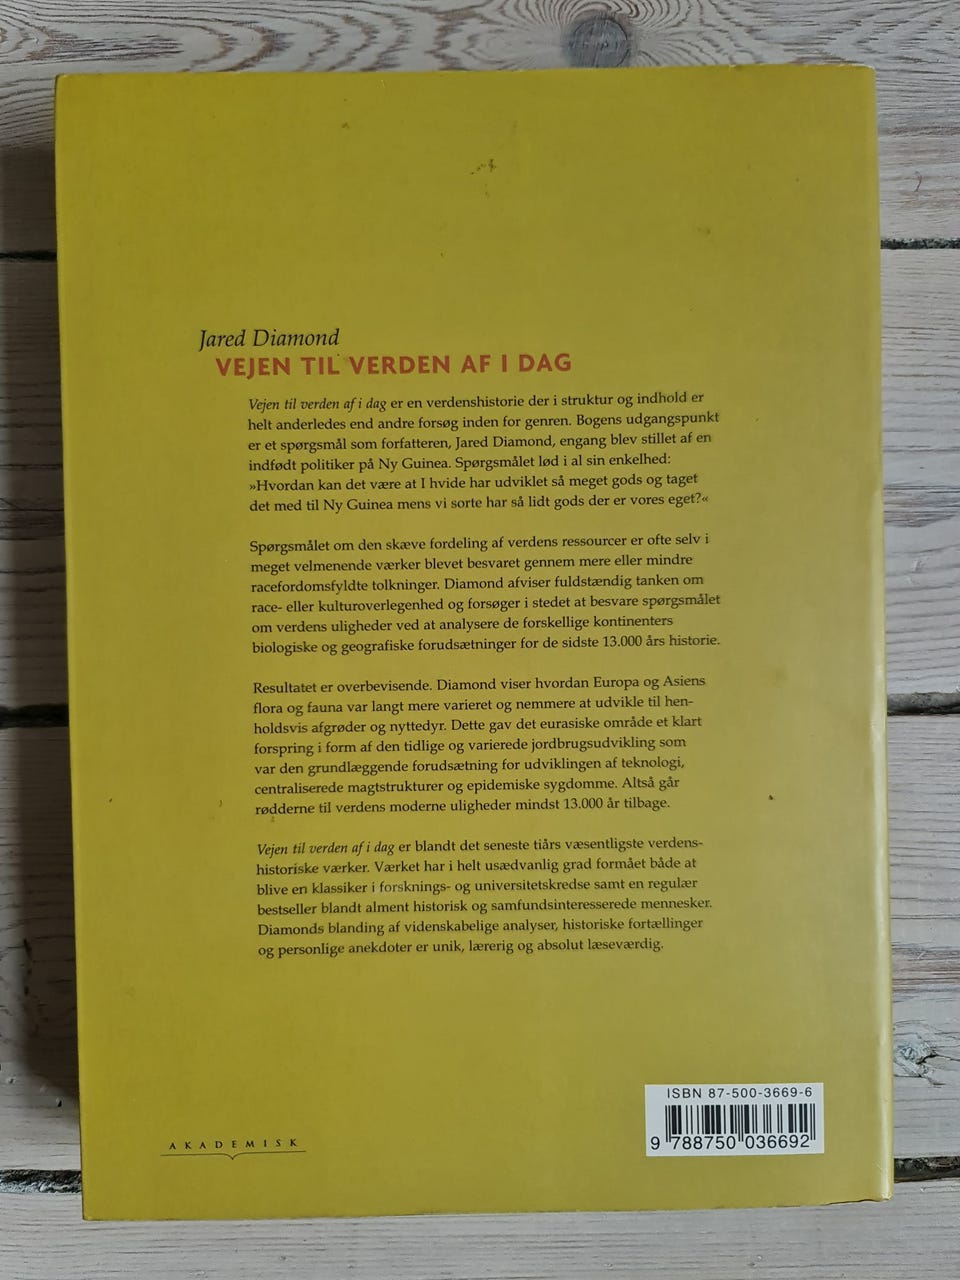 Jared Diamond
VEJEN TIL VERDEN AF I DAG
Vejen til verden af i dag er en verdenshistorie der i struktur og indhold er
helt anderledes end andre forsøg inden for genren. Bogens udgangspunkt
er et spørgsmål som forfatteren, Jared Diamond, engang blev stillet af en
indfødt politiker på Ny Guinea. Spørgsmålet lød i al sin enkelhed:
»Hvordan kan det være at I hvide har udviklet så meget gods og taget
det med til Ny Guinea mens vi sorte har så lidt gods der er vores eget?«
Spørgsmålet om den skæve fordeling af verdens ressourcer er ofte selv i
meget velmenende værker blevet besvaret gennem mere eller mindre
racefordomsfyldte tolkninger. Diamond afviser fuldstændig tanken om
race- eller kulturoverlegenhed og forsøger i stedet at besvare spørgsmålet
om verdens uligheder ved at analysere de forskellige kontinenters
biologiske og geografiske forudsætninger for de sidste 13.000 års historie.
Resultatet er overbevisende. Diamond viser hvordan Europa og Asiens
flora og fauna var langt mere varieret og nemmere at udvikle til hen-
holdsvis afgrøder og nyttedyr. Dette gav det eurasiske område et klart
forspring i form af den tidlige og varierede jordbrugsudvikling som
var den grundlæggende forudsætning for udviklingen af teknologi,
centraliserede magtstrukturer og epidemiske sygdomme. Altså går
rødderne til verdens moderne uligheder mindst 13.000 år tilbage.
Vejen til verden af i dag er blandt det seneste tiårs væsentligste verdens-
historiske værker. Værket har i helt usædvanlig grad formået både at
blive en klassiker i forsknings- og universitetskredse samt en regulær
bestseller blandt alment historisk og samfundsinteresserede mennesker.
Diamonds blanding af videnskabelige analyser, historiske fortællinger
og personlige anekdoter er unik, lærerig og absolut læseværdig.
ISBN 87-500-3669-6
9 788750 036692
AKADEMISK